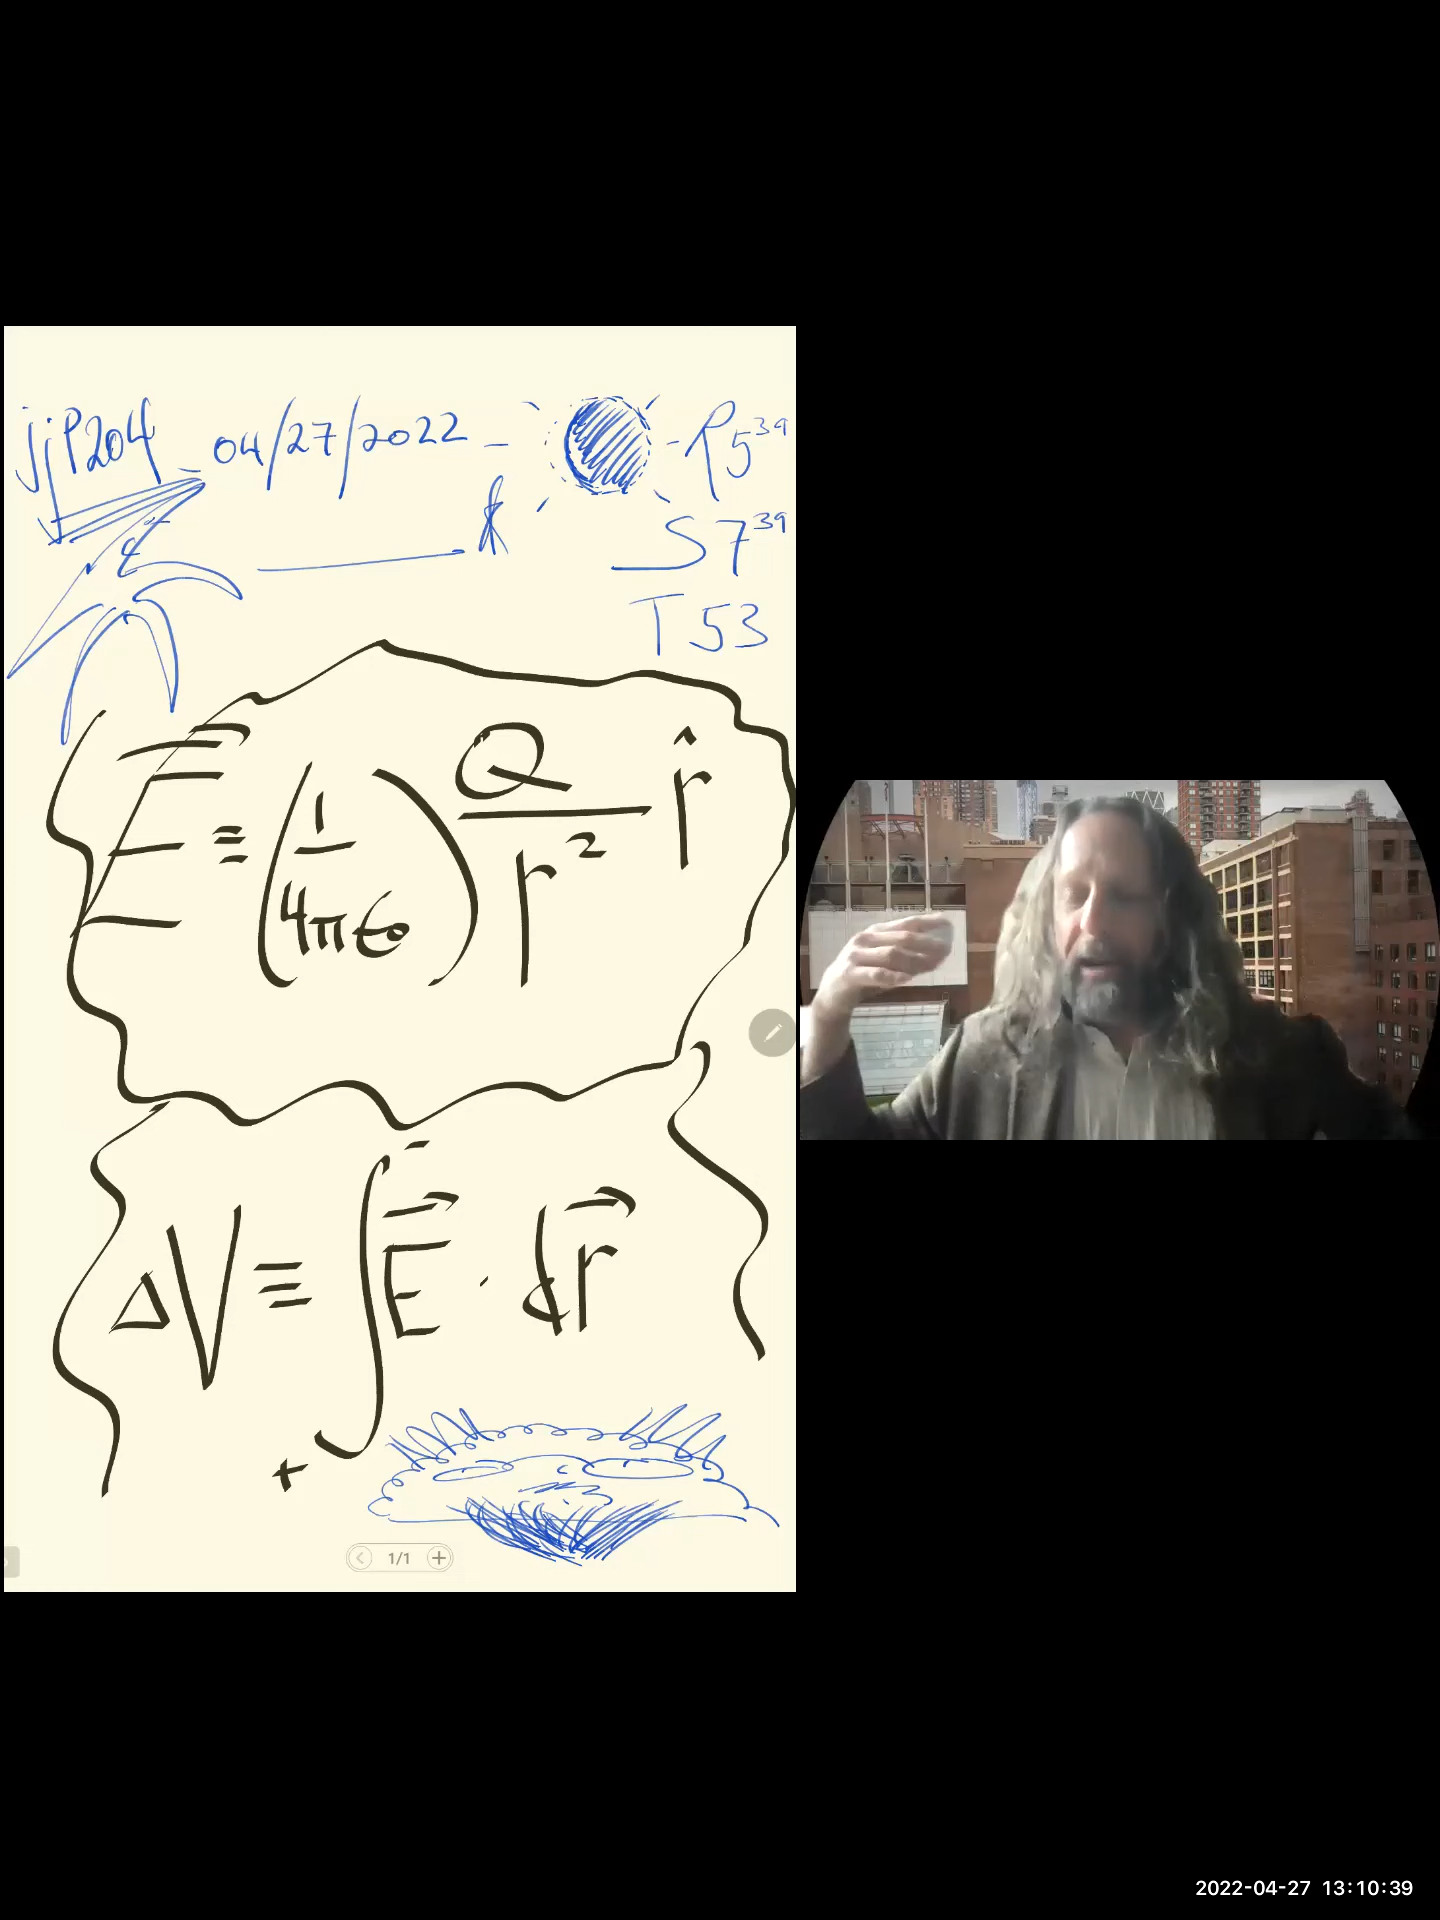 jjP204 - 04/27/2022 - - R5³⁹
S7³⁹
T53
E⃗ = (1/4πϵ₀) Q/r² r̂
ΔV ≡ ∫ E⃗ · dr⃗
-
+
1/1 +
2022-04-27 13:10:39